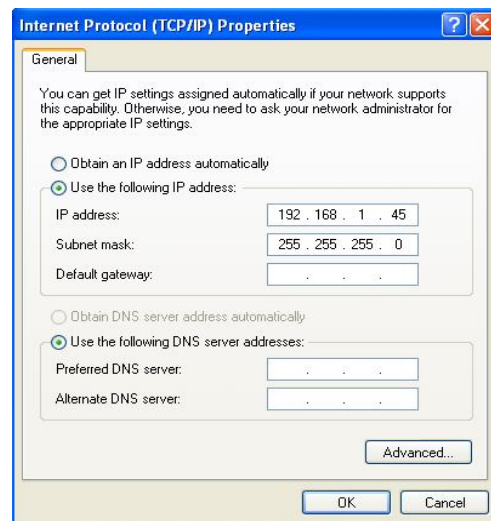 Internet Protocol (TCP/IP) Properties
General
You can get IP settings assigned automatically if your network supports
this capability. Otherwise, you need to ask your network administrator for
the appropriate IP settings.
Obtain an IP address automatically
Use the following IP address:
IP address: 192 . 168 . 1 . 45
Subnet mask: 255 . 255 . 255 . 0
Default gateway: . . .
Obtain DNS server address automatically
Use the following DNS server addresses:
Preferred DNS server: . . .
Alternate DNS server: . . .
Advanced...
OK Cancel